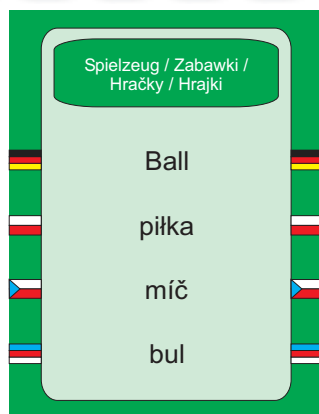 Spielzeug / Zabawki /
Hračky / Hrajki
Ball
piłka
míč
bul